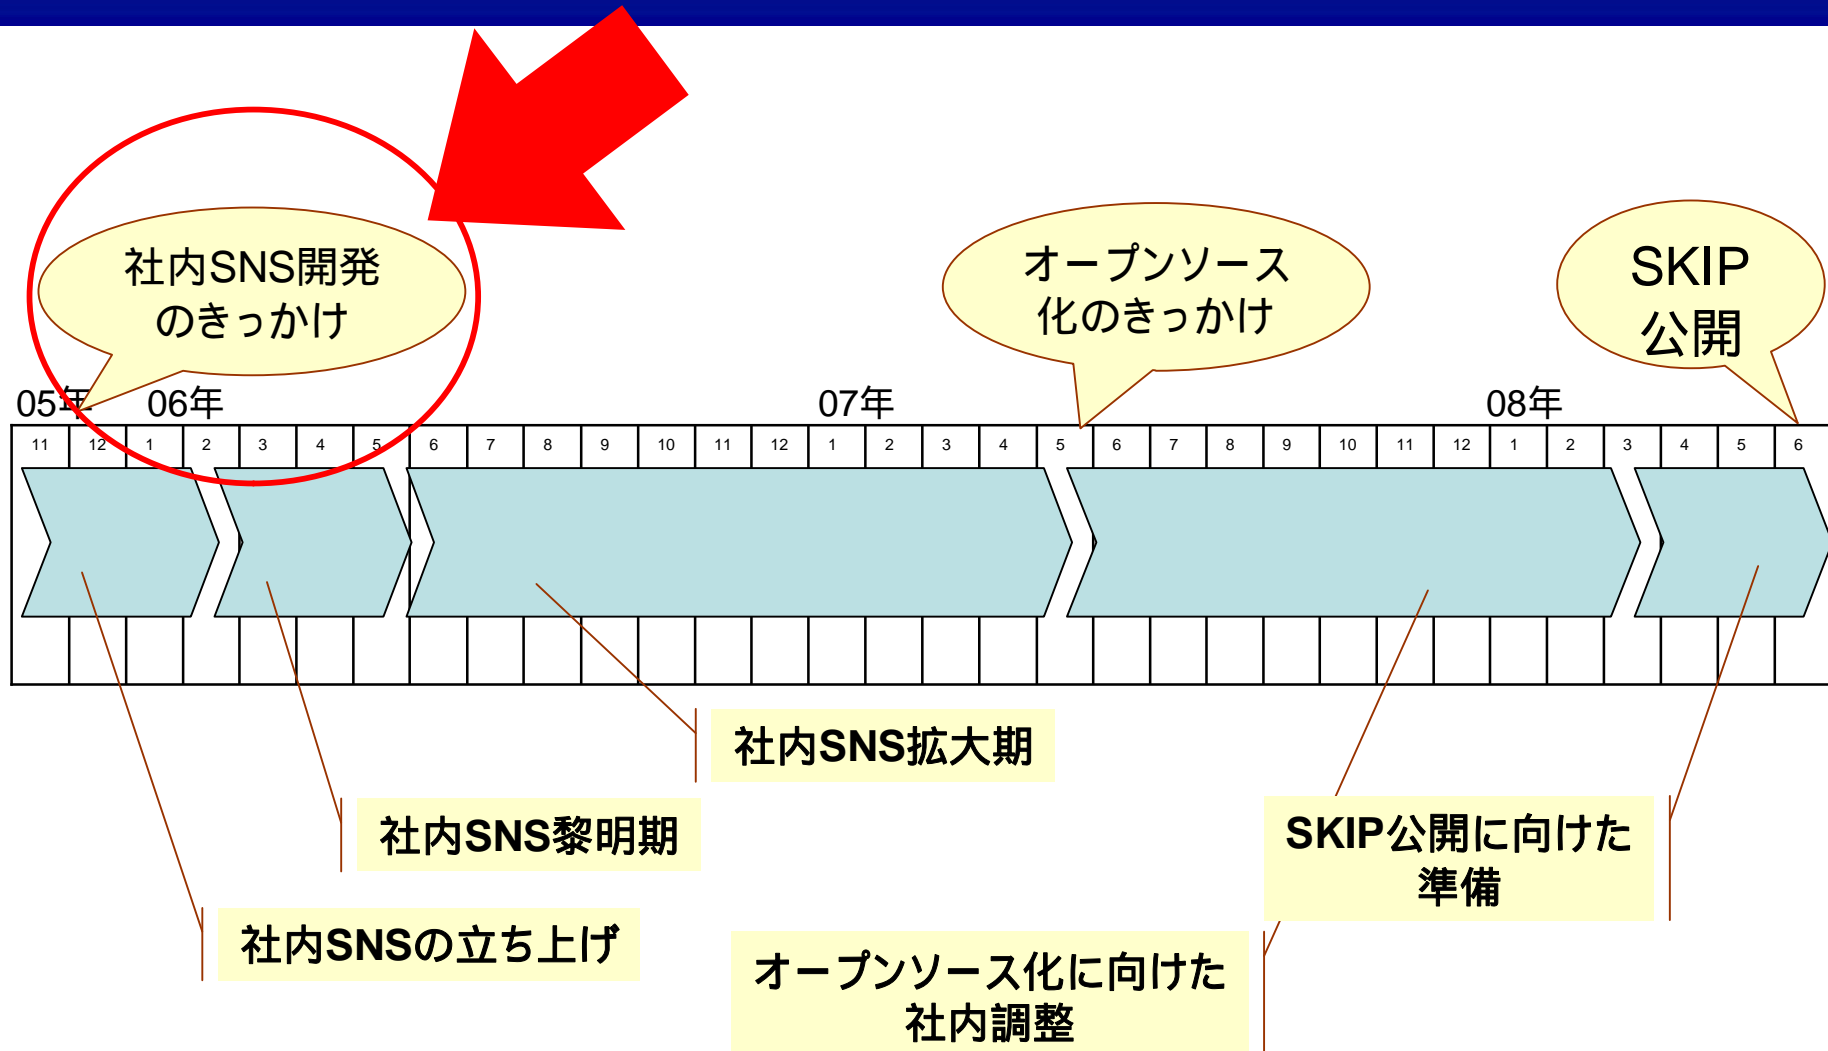 社内SNS開発
のきっかけ
オープンソース
化のきっかけ
SKIP
公開
05年 06年 07年 08年
11 12 1 2 3 4 5 6 7 8 9 10 11 12 1 2 3 4 5 6 7 8 9 10 11 12 1 2 3 4 5 6
社内SNS拡大期
社内SNS黎明期
SKIP公開に向けた
準備
社内SNSの立ち上げ
オープンソース化に向けた
社内調整